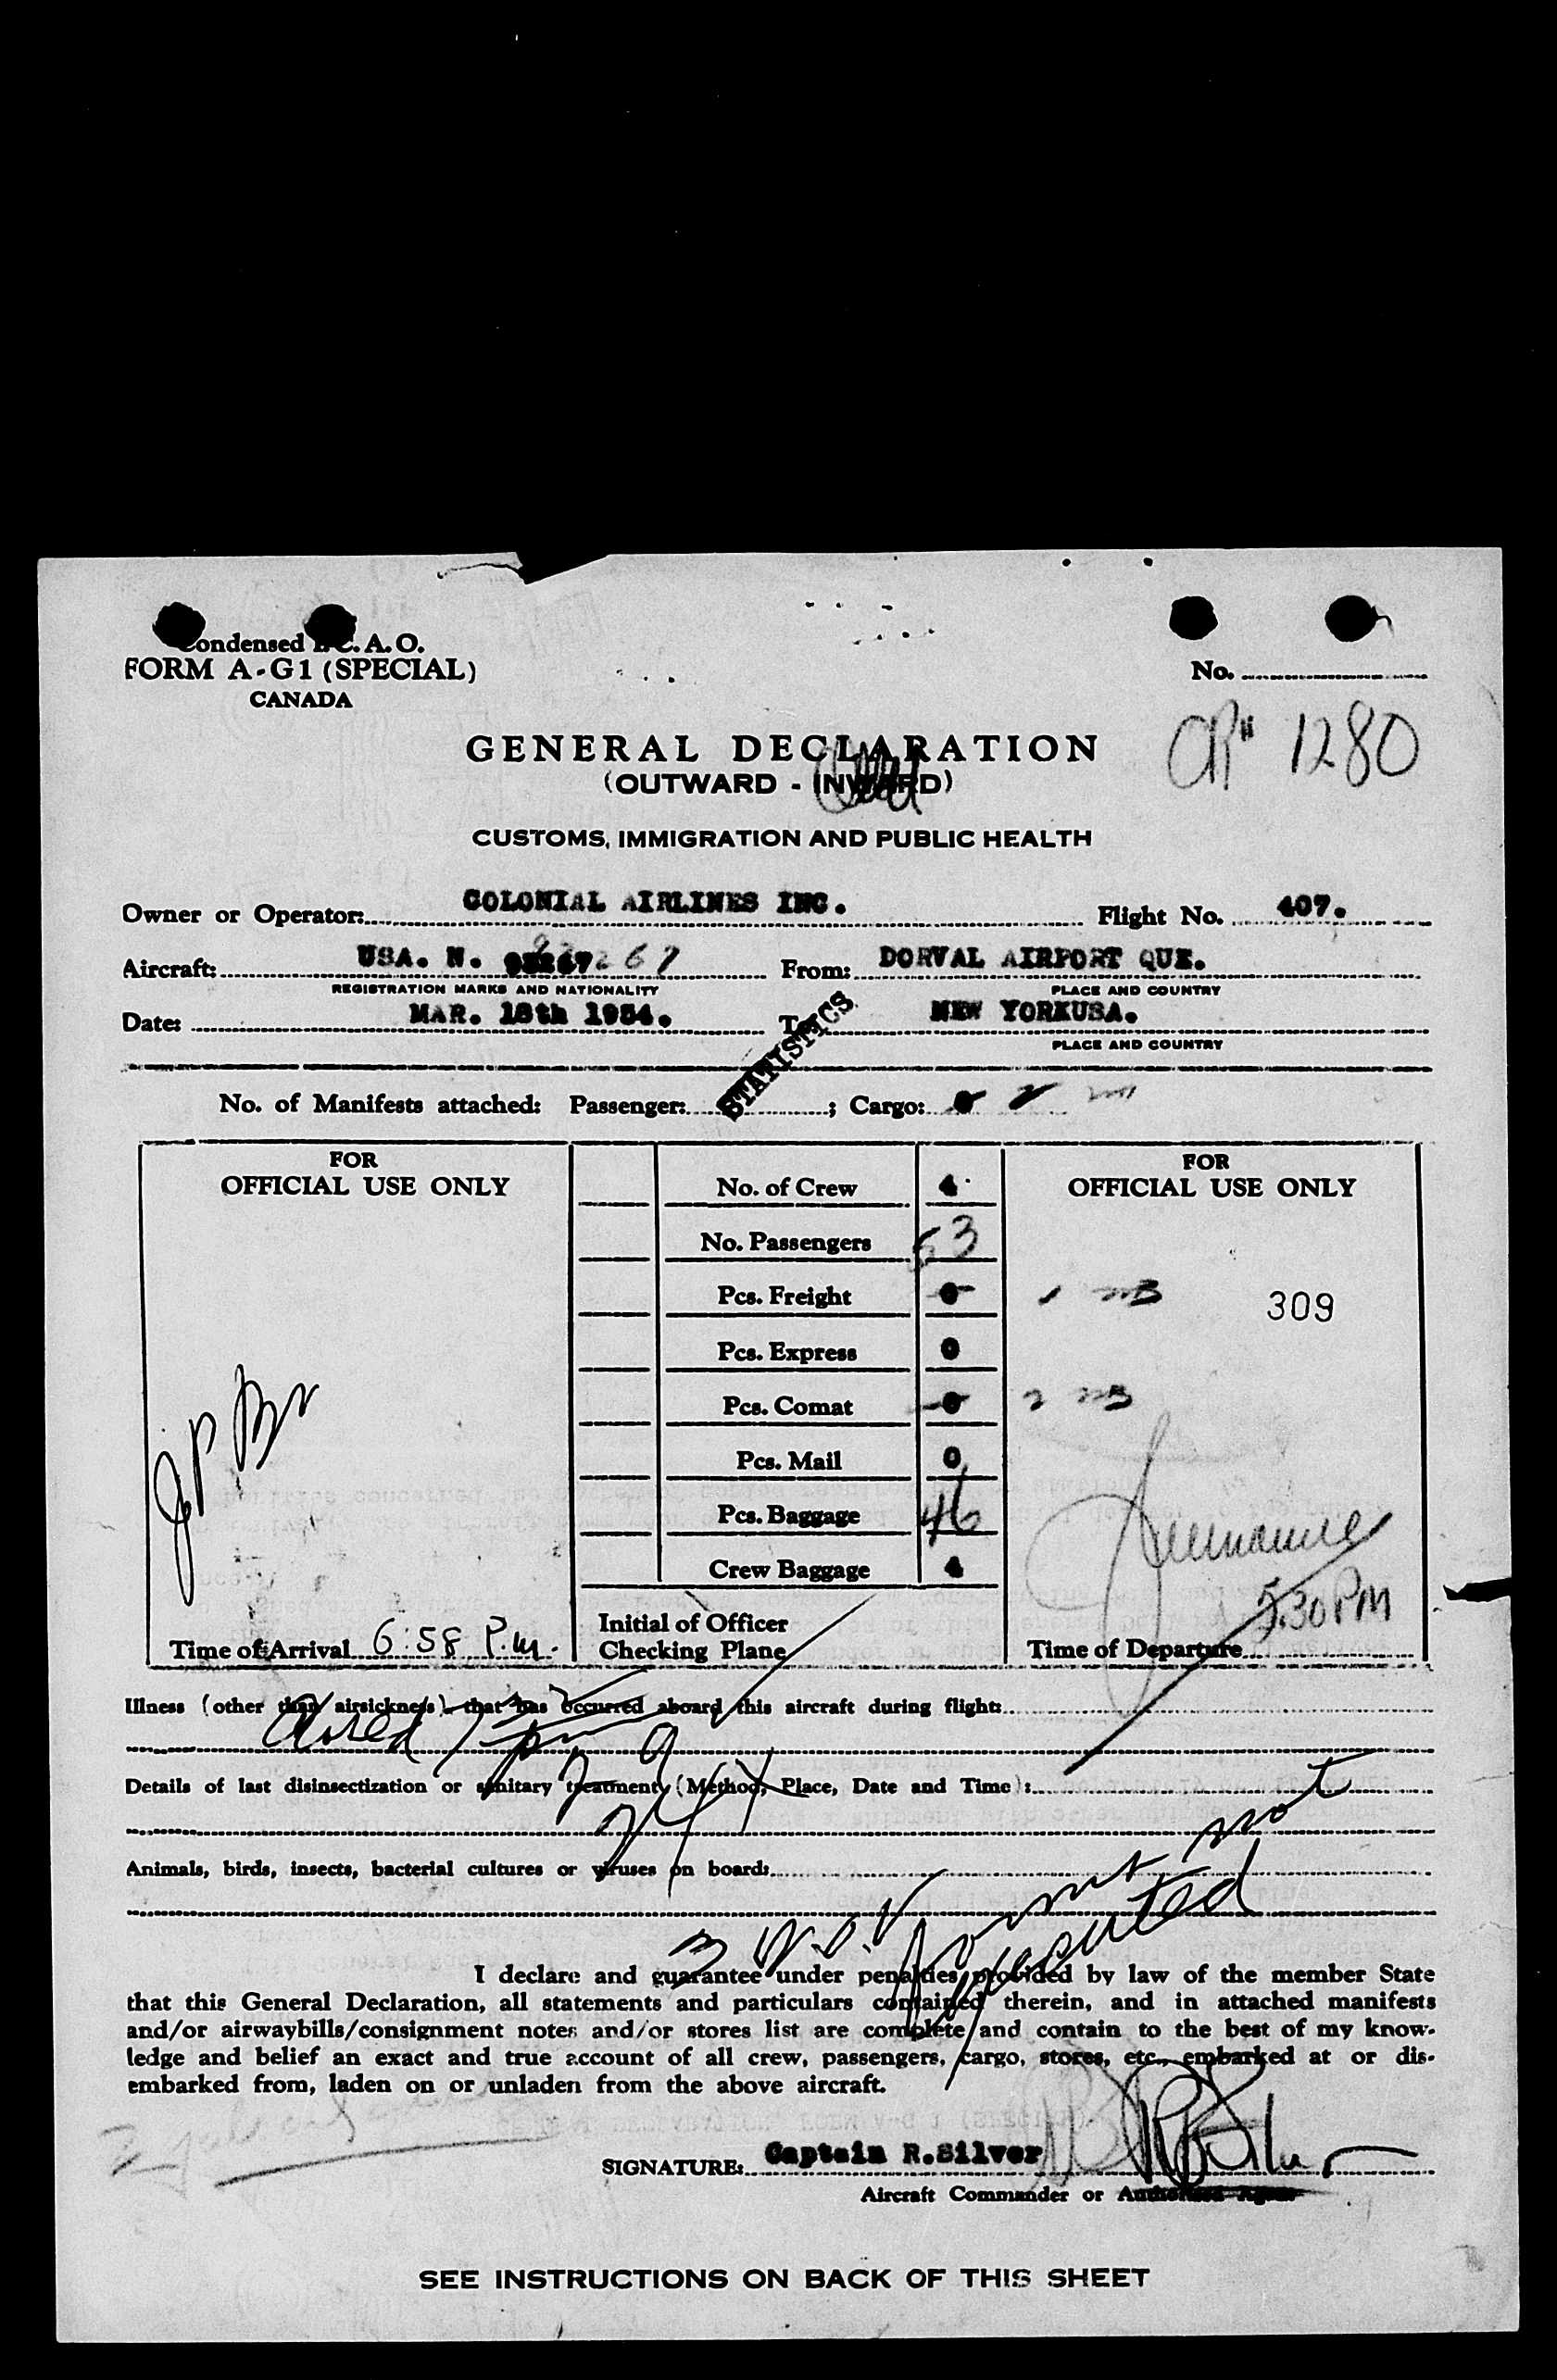 Condensed I. C. A. O.
FORM A-G1 (SPECIAL)
CANADA
No.
1280
GENERAL DECLARATION
(OUTWARD - INWARD)
CUSTOMS, IMMIGRATION AND PUBLIC HEALTH
Owner or Operator: COLONIAL AIRLINES INC. Flight No. 407.
Aircraft: USA. N. 267 From: DORVAL AIRPORT QUE.
REGISTRATION MARKS AND NATIONALITY PLACE AND COUNTRY
Date: MAR. 18th 1954. To NEW YORKUSA.
PLACE AND COUNTRY
STATISTICS
No. of Manifests attached: Passenger: ; Cargo:
FOR
OFFICIAL USE ONLY
No. of Crew 4
No. Passengers 53
Pcs. Freight 0
Pcs. Express 0
Pcs. Comat 0
Pcs. Mail 0
Pcs. Baggage 46
Crew Baggage 4
Initial of Officer
Checking Plane
Time of Arrival 6:58 P.m.
FOR
OFFICIAL USE ONLY
309
5.30 PM
Time of Departure
Illness (other than airsickness) that has occurred aboard this aircraft during flight:
Details of last disinsectization or sanitary treatment (Method, Place, Date and Time):
Animals, birds, insects, bacterial cultures or viruses on board:
not
I declare and guarantee under penalties provided by law of the member State
that this General Declaration, all statements and particulars contained therein, and in attached manifests
and/or airwaybills/consignment notes and/or stores list are complete and contain to the best of my know-
ledge and belief an exact and true account of all crew, passengers, cargo, stores, etc., embarked at or dis-
embarked from, laden on or unladen from the above aircraft.
SIGNATURE: Captain R.Silver
Aircraft Commander or Authorized Agent
SEE INSTRUCTIONS ON BACK OF THIS SHEET